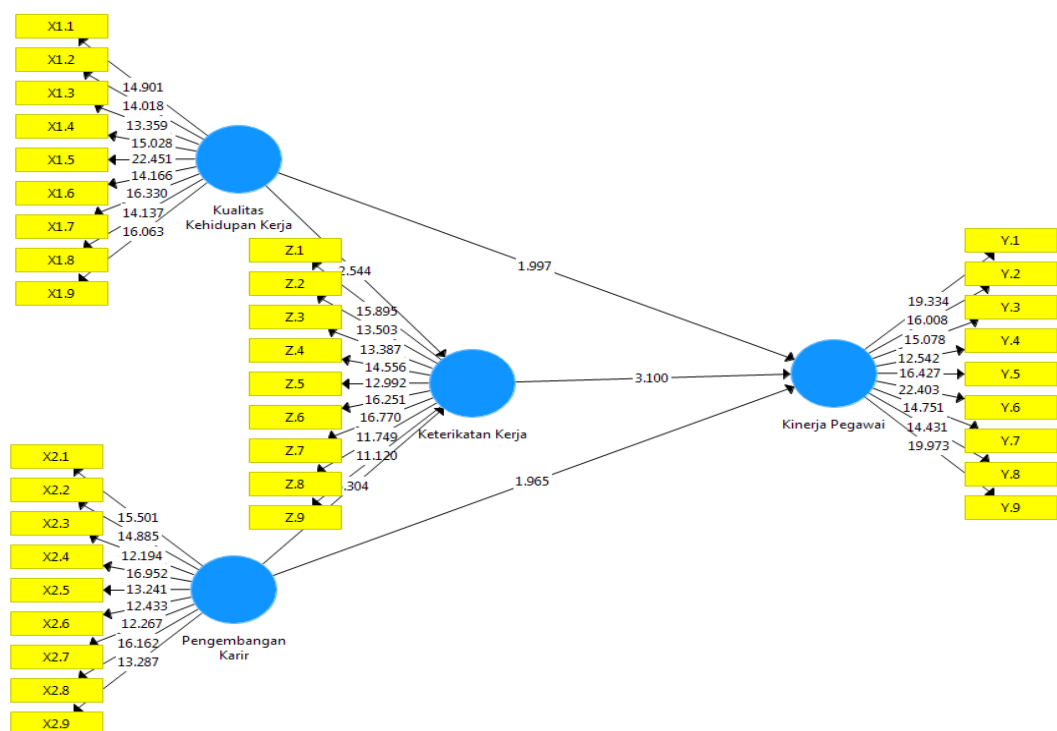 X1.1
X1.2
X1.3
X1.4
X1.5
X1.6
X1.7
X1.8
X1.9
14.901
14.018
13.359
15.028
22.451
14.166
16.330
14.137
16.063
Kualitas
Kehidupan Kerja
2.544
1.997
Z.1
Z.2
Z.3
Z.4
Z.5
Z.6
Z.7
Z.8
Z.9
15.895
13.503
13.387
14.556
12.992
16.251
16.770
11.749
11.120
Keterikatan Kerja
3.100
.304
1.965
X2.1
X2.2
X2.3
X2.4
X2.5
X2.6
X2.7
X2.8
X2.9
15.501
14.885
12.194
16.952
13.241
12.433
12.267
16.162
13.287
Pengembangan
Karir
Y.1
Y.2
Y.3
Y.4
Y.5
Y.6
Y.7
Y.8
Y.9
19.334
16.008
15.078
12.542
16.427
22.403
14.751
14.431
19.973
Kinerja Pegawai